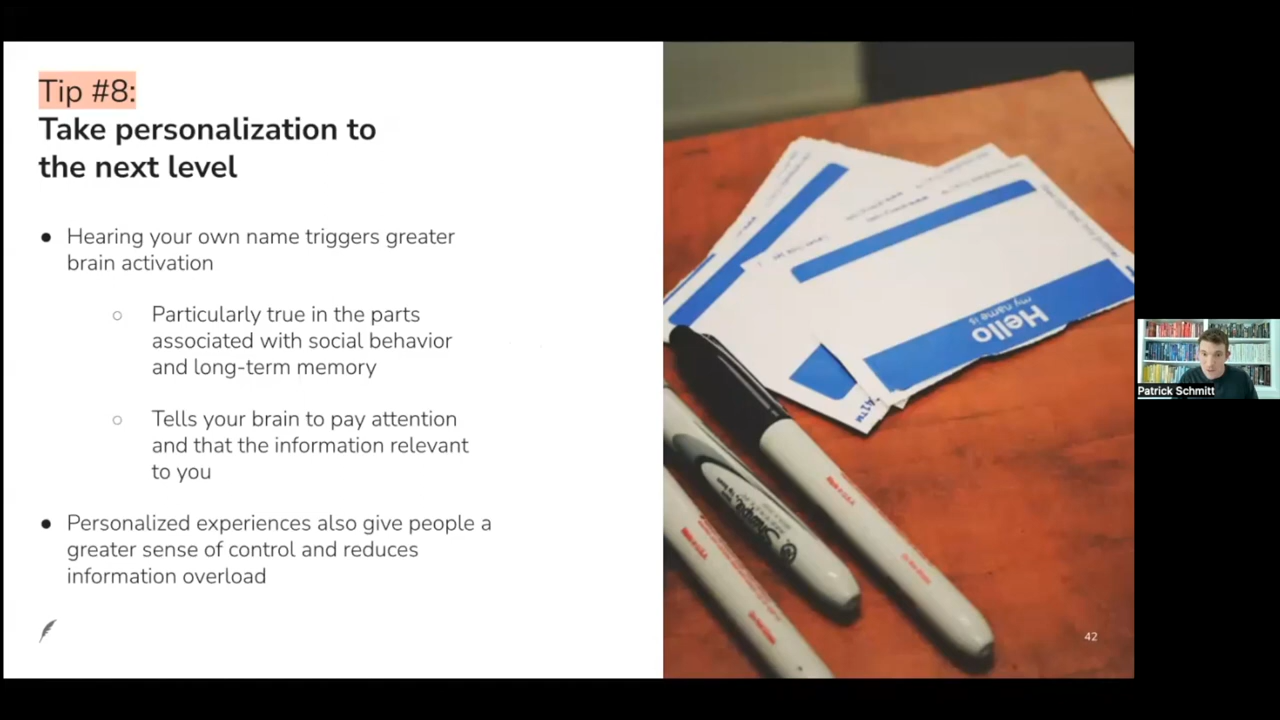 Tip #8:
Take personalization to
the next level
● Hearing your own name triggers greater
brain activation
○ Particularly true in the parts
associated with social behavior
and long-term memory
○ Tells your brain to pay attention
and that the information relevant
to you
● Personalized experiences also give people a
greater sense of control and reduces
information overload
Hello
my name is
Sharpie
42
Patrick Schmitt